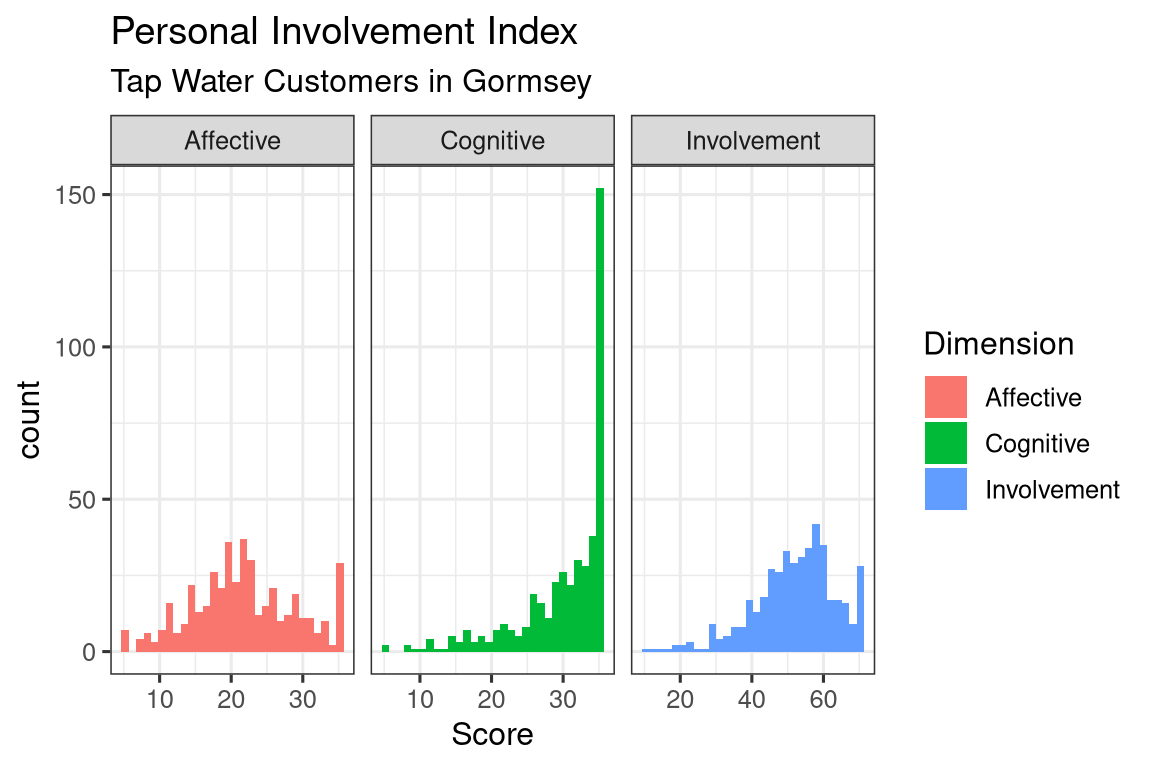 Personal Involvement Index
Tap Water Customers in Gormsey
Affective Cognitive Involvement
150
100
50
0
count
10 20 30 10 20 30 20 40 60
Score
Dimension
Affective
Cognitive
Involvement